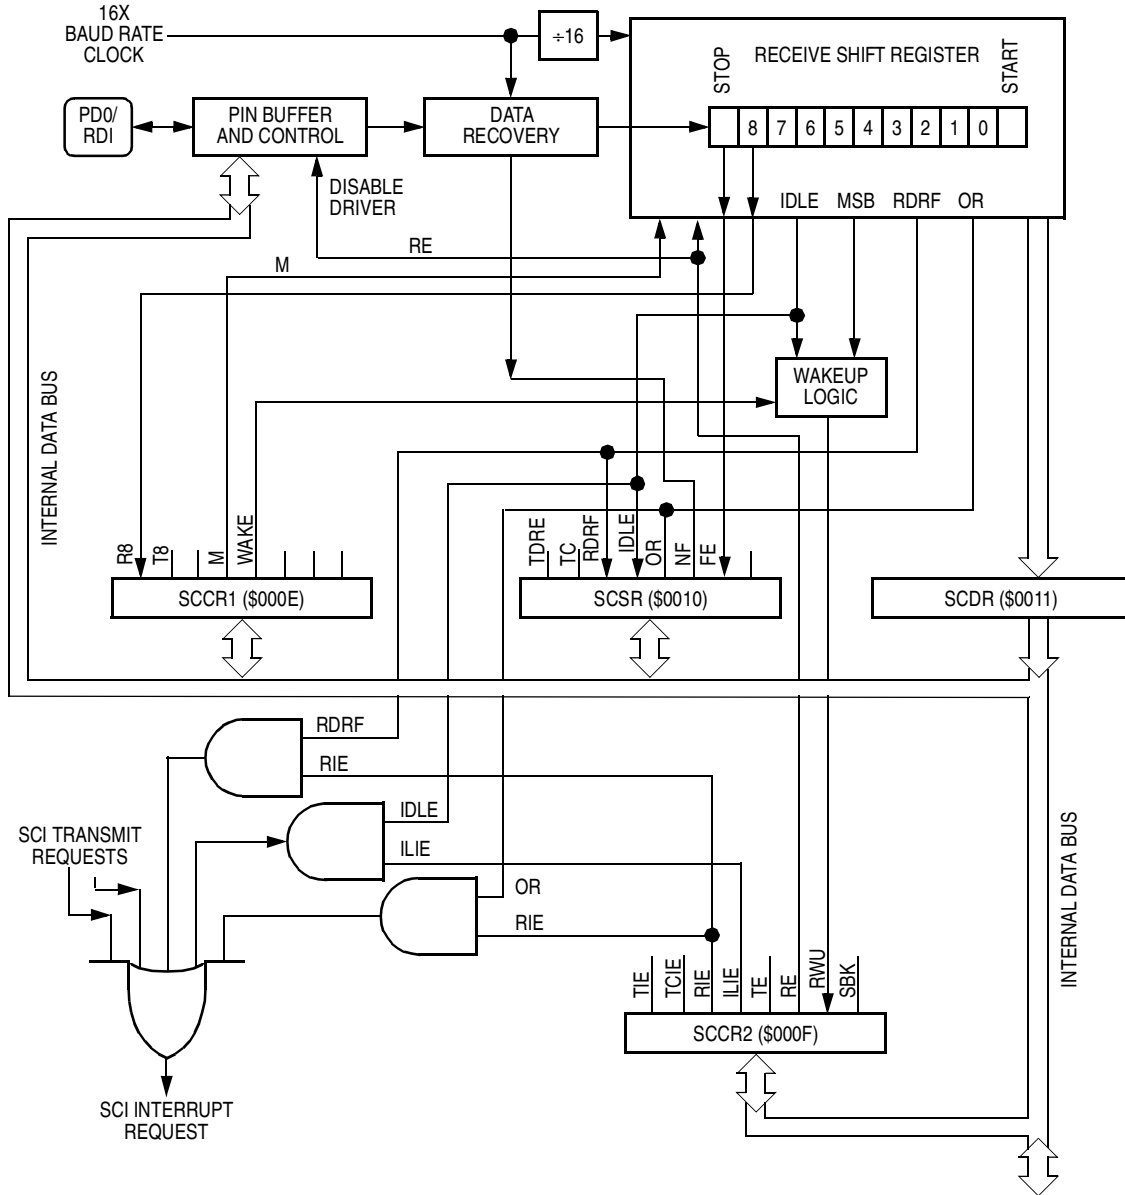 16X
BAUD RATE
CLOCK
÷16
RECEIVE SHIFT REGISTER
STOP
START
PD0/
RDI
PIN BUFFER
AND CONTROL
DATA
RECOVERY
8 7 6 5 4 3 2 1 0
DISABLE
DRIVER
IDLE MSB RDRF OR
RE
M
WAKEUP
LOGIC
INTERNAL DATA BUS
R8 T8 M WAKE
TDRE TC RDRF IDLE OR NF FE
SCCR1 ($000E)
SCSR ($0010)
SCDR ($0011)
RDRF
RIE
IDLE
ILIE
SCI TRANSMIT
REQUESTS
OR
RIE
INTERNAL DATA BUS
TIE TCIE RIE ILIE TE RE RWU SBK
SCCR2 ($000F)
SCI INTERRUPT
REQUEST